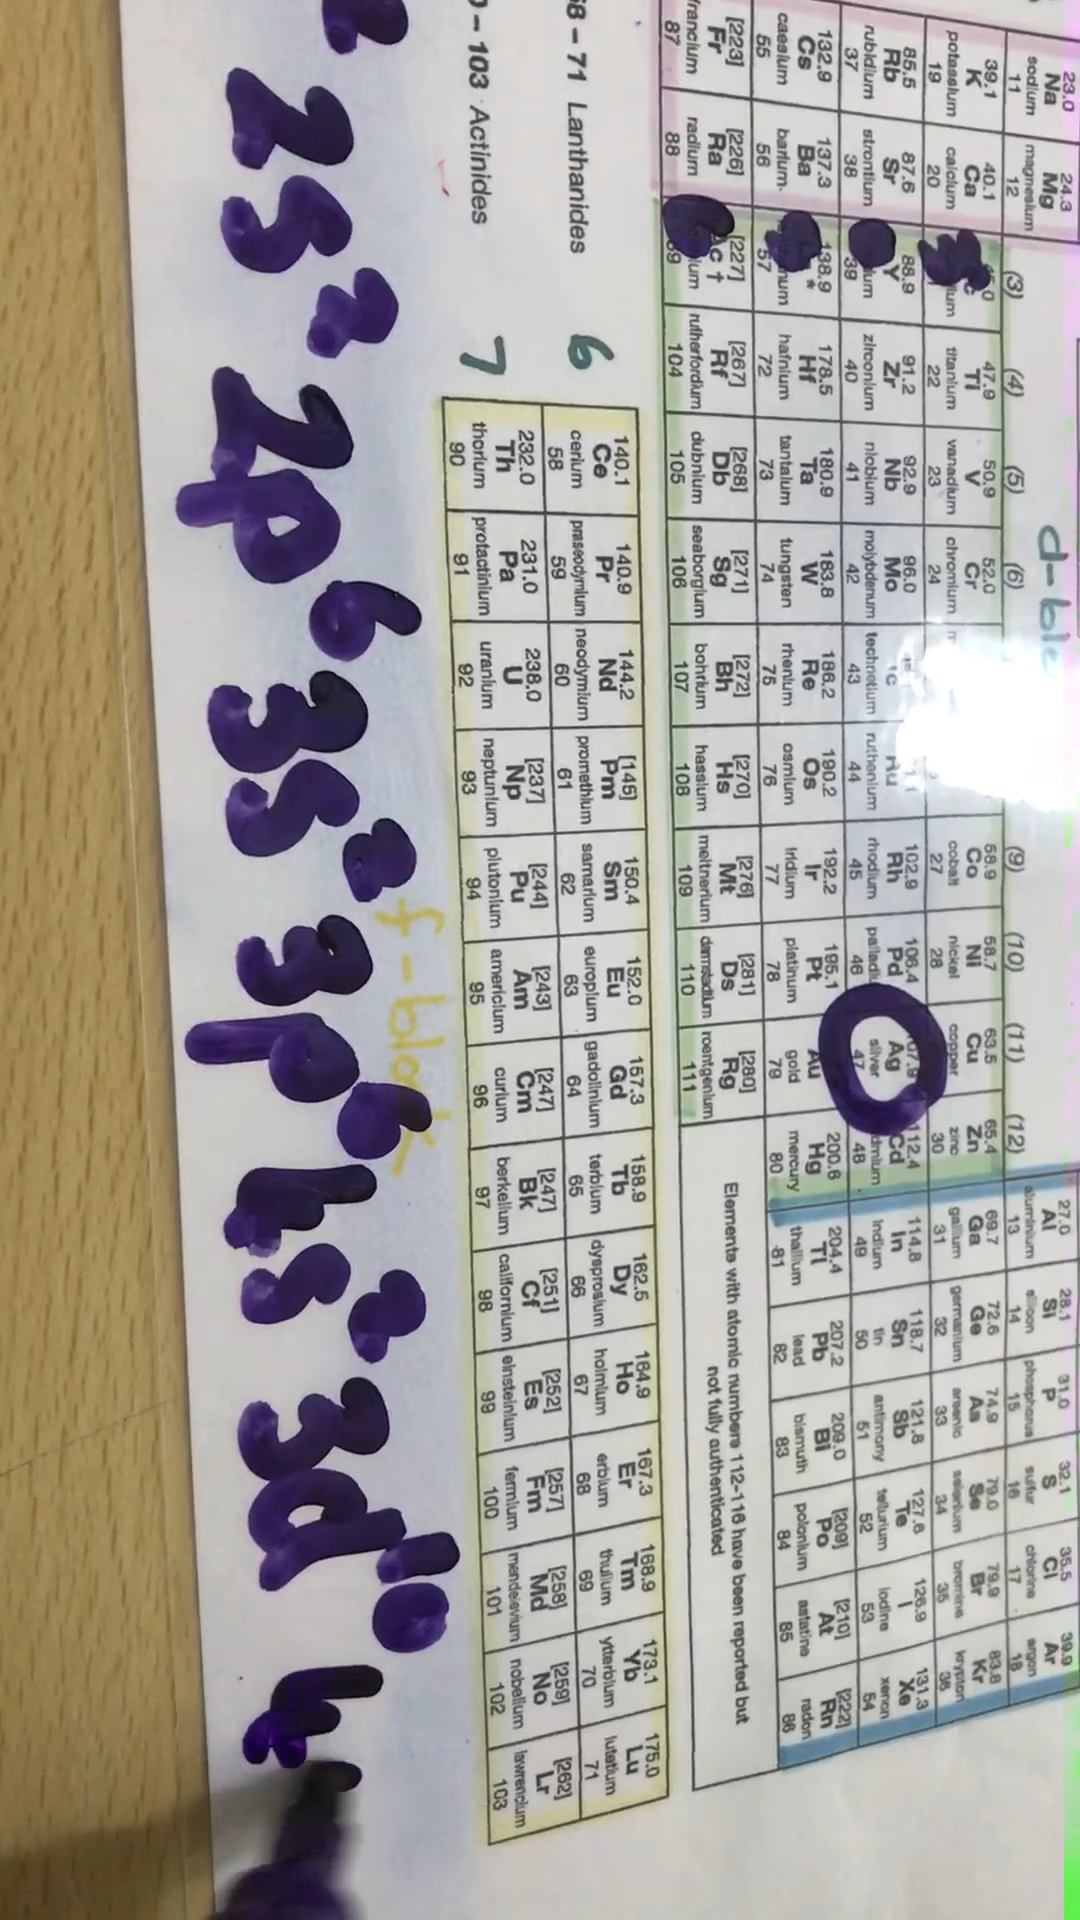 d-blo
(3) (4) (5) (6) (9) (10) (11) (12)
23.0 24.3 27.0 28.1 31.0 32.1 35.5 39.9
Na Mg Al Si P S Cl Ar
sodium magnesium aluminium silicon phosphorus sulfur chlorine argon
11 12 13 14 15 16 17 18
39.1 40.1 47.9 50.9 52.0 58.9 58.7 63.5 65.4 69.7 72.6 74.9 79.0 79.9 83.8
K Ca Ti V Cr Co Ni Cu Zn Ga Ge As Se Br Kr
potassium calcium titanium vanadium chromium cobalt nickel copper zinc gallium germanium arsenic selenium bromine krypton
19 20 22 23 24 27 28 30 31 32 33 34 35 36
85.5 87.6 88.9 91.2 92.9 96.0 102.9 106.4 112.4 114.8 118.7 121.8 127.6 126.9 131.3
Rb Sr Y Zr Nb Mo Ru Rh Pd Ag Cd In Sn Sb Te I Xe
rubidium strontium zirconium niobium molybdenum technetium ruthenium rhodium silver indium tin antimony tellurium iodine xenon
37 38 39 40 41 42 43 44 45 46 47 48 49 50 51 52 53 54
132.9 137.3 138.9 178.5 180.9 183.8 186.2 190.2 192.2 195.1 200.6 204.4 207.2 209.0 [209] [210] [222]
Cs Ba * Hf Ta W Re Os Ir Pt Au Hg Tl Pb Bi Po At Rn
caesium barium hafnium tantalum tungsten rhenium osmium iridium platinum gold mercury thallium lead bismuth polonium astatine radon
55 56 57 72 73 74 75 76 77 78 79 80 81 82 83 84 85 86
[223] [226] [227] [267] [268] [271] [272] [270] [276] [281] [280]
Fr Ra Ac † Rf Db Sg Bh Hs Mt Ds Rg
francium radium rutherfordium dubnium seaborgium bohrium hassium meitnerium darmstadtium roentgenium
87 88 104 105 106 107 108 109 110 111
Elements with atomic numbers 112-116 have been reported but
not fully authenticated
58 – 71 Lanthanides 6
140.1 140.9 144.2 [145] 150.4 152.0 157.3 158.9 162.5 164.9 167.3 168.9 173.1 175.0
Ce Pr Nd Pm Sm Eu Gd Tb Dy Ho Er Tm Yb Lu
cerium praseodymium neodymium promethium samarium europium gadolinium terbium dysprosium holmium erbium thulium ytterbium lutetium
58 59 60 61 62 63 64 65 66 67 68 69 70 71
– 103 Actinides 7
232.0 231.0 238.0 [237] [244] [243] [247] [247] [251] [252] [257] [258] [259] [262]
Th Pa U Np Pu Am Cm Bk Cf Es Fm Md No Lr
thorium protactinium uranium neptunium plutonium americium curium berkelium californium einsteinium fermium mendelevium nobelium lawrencium
90 91 92 93 94 95 96 97 98 99 100 101 102 103
f-block
2 2s² 2p⁶ 3s² 3p⁶ 4s² 3d¹⁰ 4